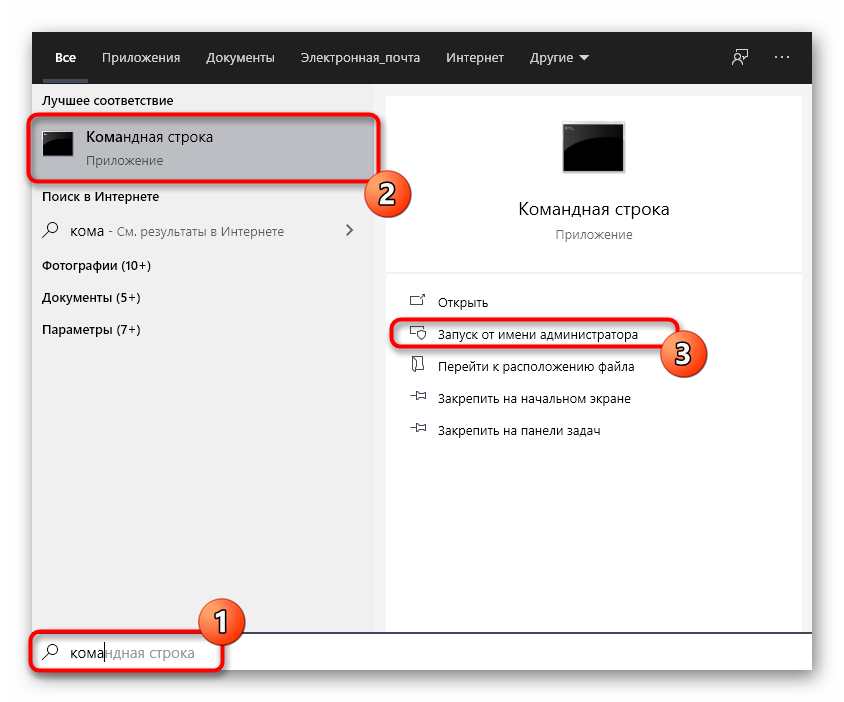 Все Приложения Документы Электронная_почта Интернет Другие ...
Лучшее соответствие
Командная строка
Приложение
2
Поиск в Интернете
кома - См. результаты в Интернете
Фотографии (10+)
Документы (5+)
Параметры (7+)
Командная строка
Приложение
Открыть
Запуск от имени администратора
3
Перейти к расположению файла
Закрепить на начальном экране
Закрепить на панели задач
1
командная строка